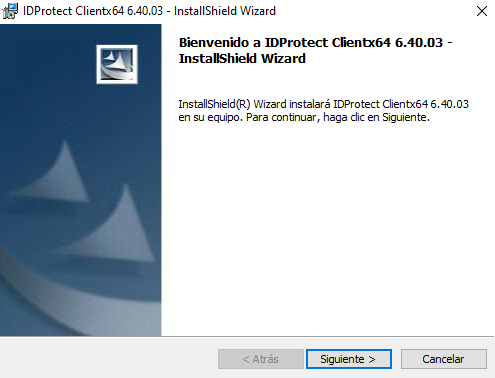 IDProtect Clientx64 6.40.03 - InstallShield Wizard
Bienvenido a IDProtect Clientx64 6.40.03 -
InstallShield Wizard
InstallShield(R) Wizard instalará IDProtect Clientx64 6.40.03
en su equipo. Para continuar, haga clic en Siguiente.
< Atrás
Siguiente >
Cancelar